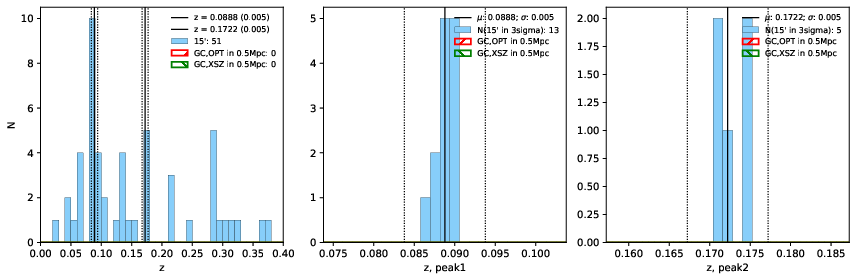 z = 0.0888 (0.005)
z = 0.1722 (0.005)
15': 51
GC,OPT in 0.5Mpc: 0
GC,XSZ in 0.5Mpc: 0
10
8
6
4
2
0
N
0.00 0.05 0.10 0.15 0.20 0.25 0.30 0.35 0.40
z
μ: 0.0888; σ: 0.005
N(15' in 3sigma): 13
GC,OPT in 0.5Mpc)
GC,XSZ in 0.5Mpc)
5
4
3
2
1
0
0.075 0.080 0.085 0.090 0.095 0.100
z, peak1
μ: 0.1722; σ: 0.005
N(15' in 3sigma): 5
GC,OPT in 0.5Mpc)
GC,XSZ in 0.5Mpc)
2.00
1.75
1.50
1.25
1.00
0.75
0.50
0.25
0.00
0.160 0.165 0.170 0.175 0.180 0.185
z, peak2